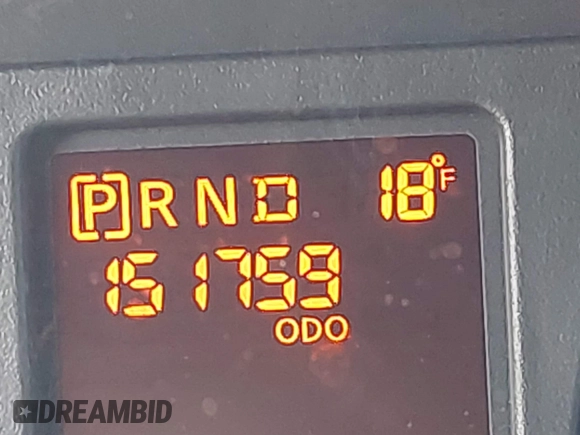 [P] R N D 18°F
151759
ODO
DREAMBID